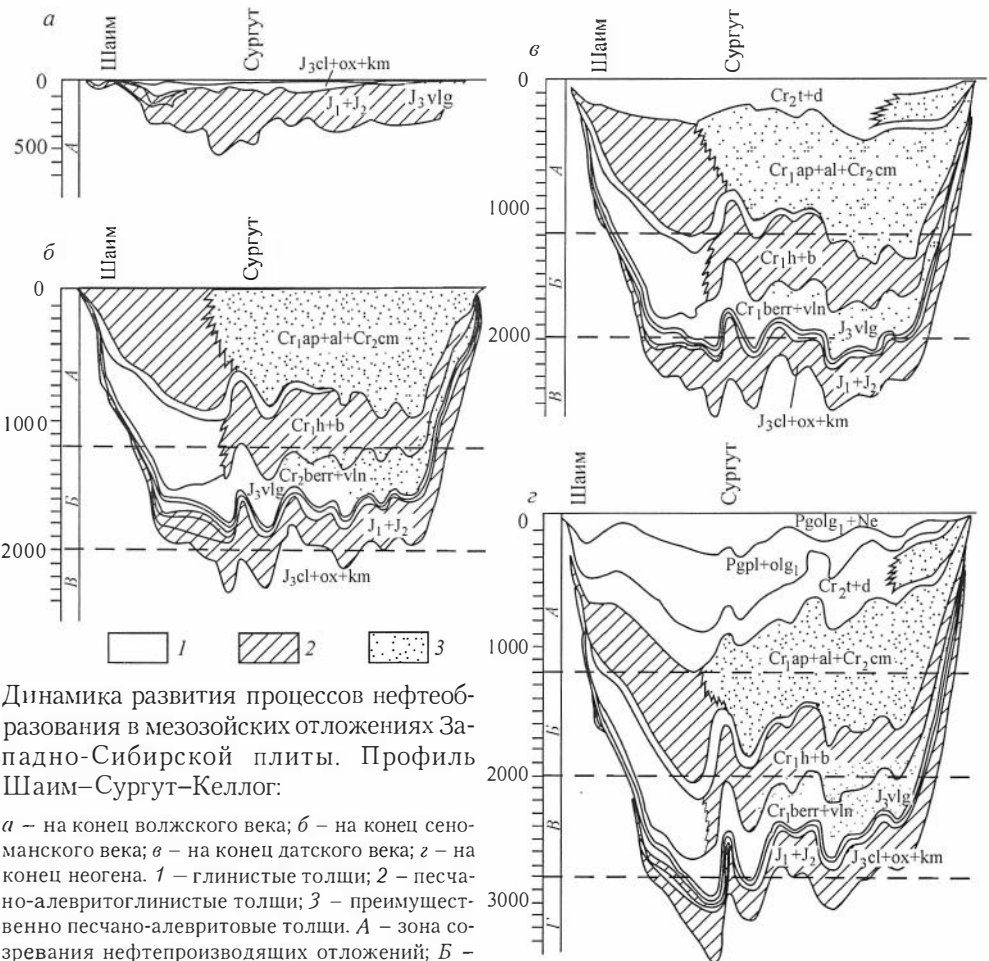 а
Шаим
Сургут
J₃cl+ox+km
0
J₁+J₂
J₃vlg
500
А
б
Шаим
Сургут
0
Cr₁ap+al+Cr₂cm
А
1000
Cr₁h+b
Cr₂berr+vln
Б
J₃vlg
J₁+J₂
2000
В
J₃cl+ox+km
1
2
3
Динамика развития процессов нефтеоб-
разования в мезозойских отложениях За-
падно-Сибирской плиты. Профиль
Шаим–Сургут–Келлог:
а – на конец волжского века; б – на конец сено-
манского века; в – на конец датского века; г – на
конец неогена. 1 – глинистые толщи; 2 – песча-
но-алевритоглинистые толщи; 3 – преимущест-
венно песчано-алевритовые толщи. А – зона со-
зревания нефтепроизводящих отложений; Б –
в
Шаим
Сургут
0
Cr₂t+d
А
Cr₁ap+al+Cr₂cm
1000
Cr₁h+b
Б
Cr₁berr+vln
J₃vlg
2000
J₁+J₂
В
J₃cl+ox+km
г
Шаим
Сургут
0
Pgolg₁+Ne
Pgpl+olg₁
Cr₂t+d
А
1000
Cr₁ap+al+Cr₂cm
Б
Cr₁h+b
2000
J₃vlg
Cr₁berr+vln
В
J₁+J₂
J₃cl+ox+km
3000
Г